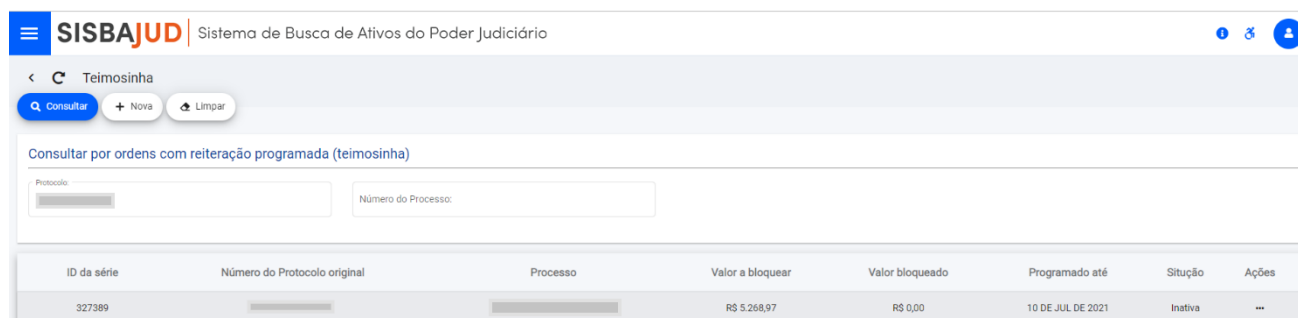 SISBAJUD Sistema de Busca de Ativos do Poder Judiciário
Teimosinha
Consultar + Nova Limpar
Consultar por ordens com reiteração programada (teimosinha)
Protocolo:
Número do Processo:
ID da série Número do Protocolo original Processo Valor a bloquear Valor bloqueado Programado até Situção Ações
327389 R$ 5.268,97 R$ 0,00 10 DE JUL DE 2021 Inativa ...